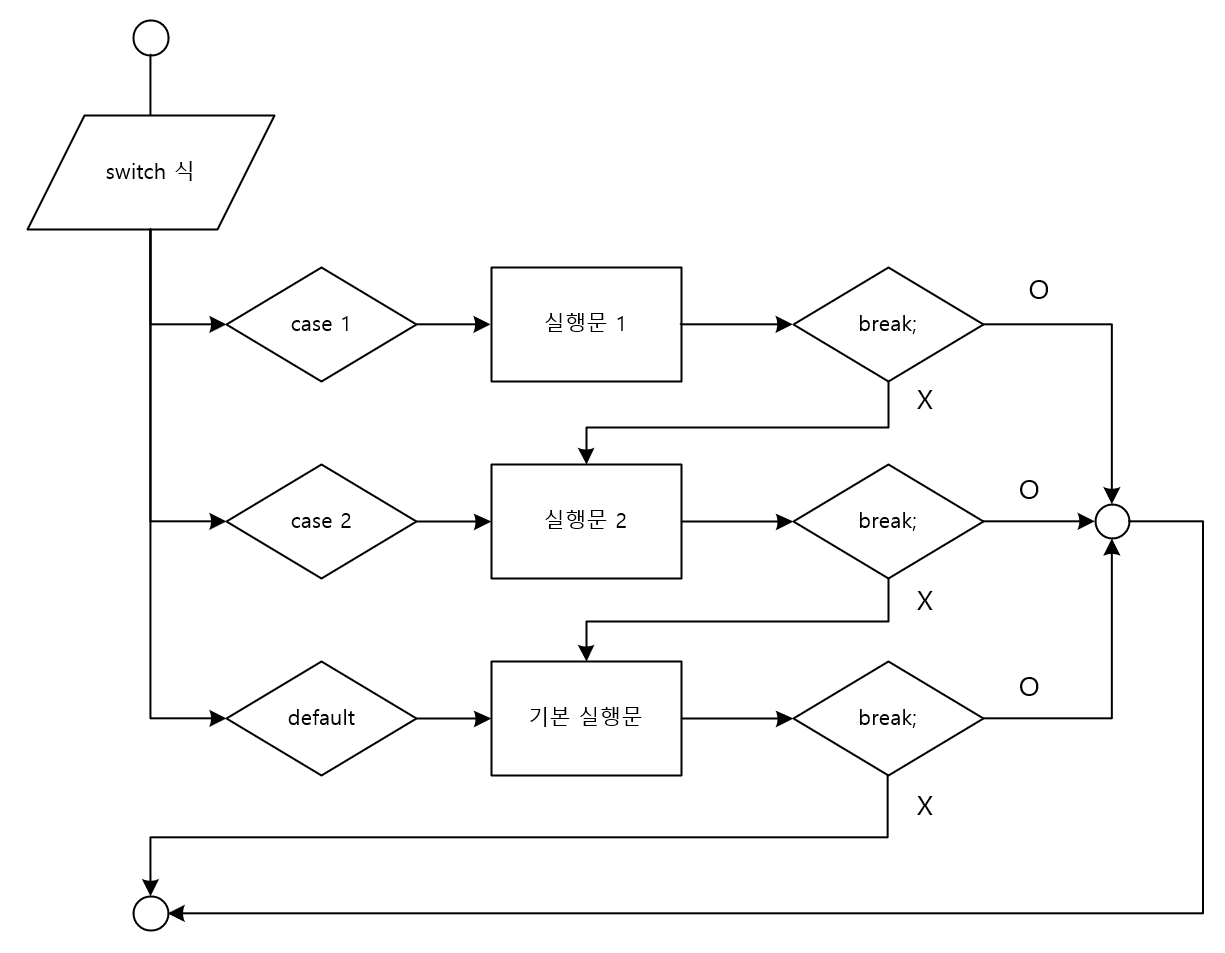 switch 식
case 1
실행문 1
break;
O
X
case 2
실행문 2
break;
O
X
default
기본 실행문
break;
O
X